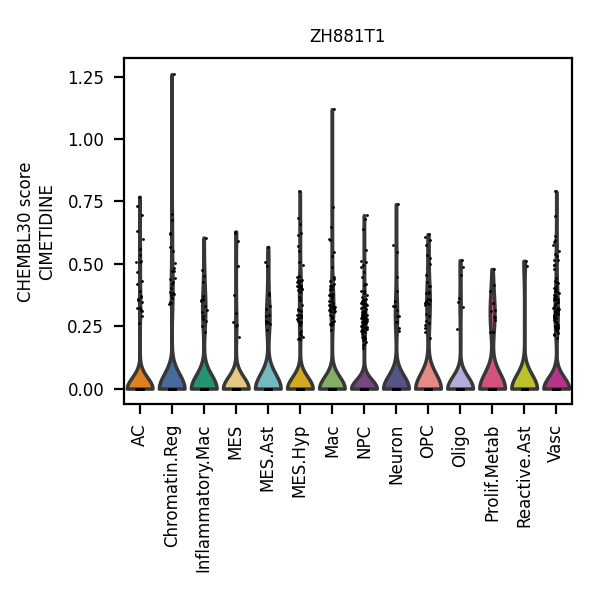 ZH881T1
CHEMBL30 score
CIMETIDINE
1.25
1.00
0.75
0.50
0.25
0.00
AC
Chromatin.Reg
Inflammatory.Mac
MES
MES.Ast
MES.Hyp
Mac
NPC
Neuron
OPC
Oligo
Prolif.Metab
Reactive.Ast
Vasc